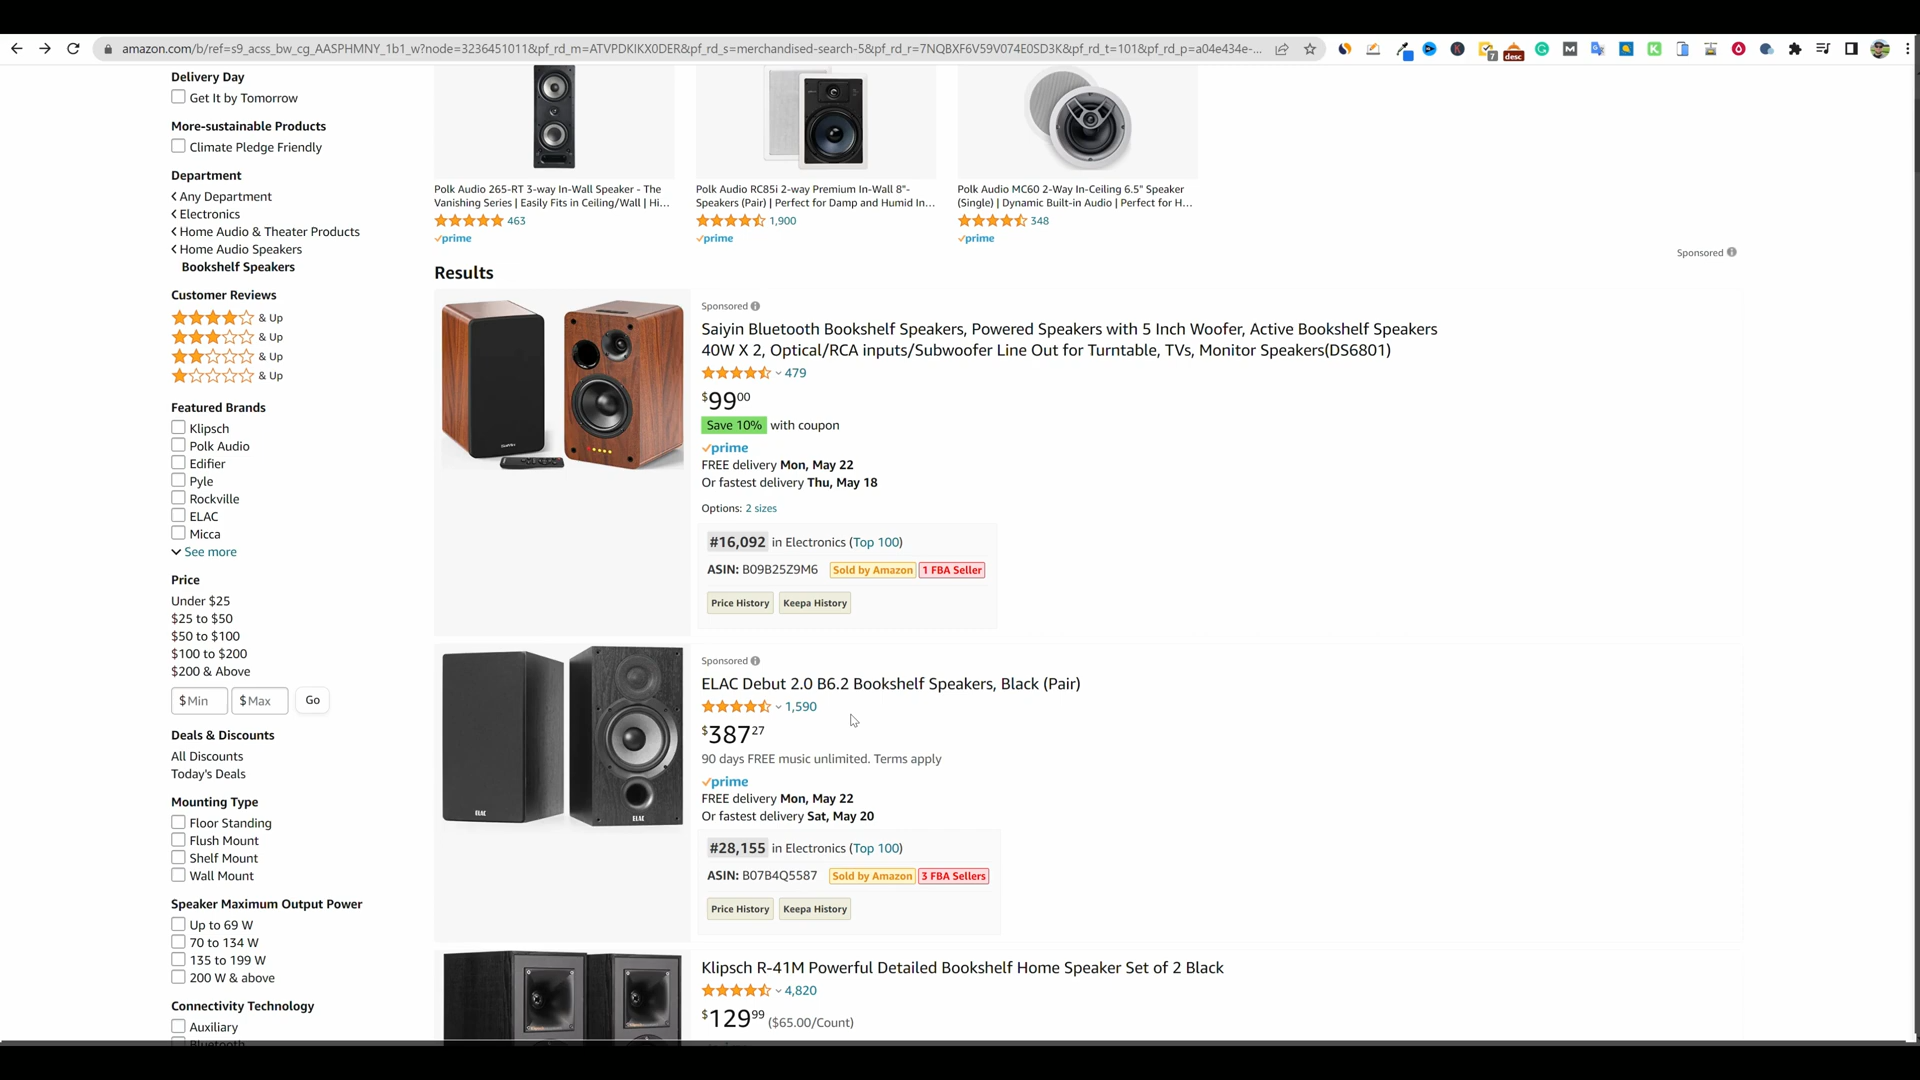 amazon.com/b/ref=s9_acss_bw_cg_AASPHMNY_1b1_w?node=3236451011&pf_rd_m=ATVPDKIKX0DER&pf_rd_s=merchandised-search-5&pf_rd_r=7NQBXF6V59V074E0SD3K&pf_rd_t=101&pf_rd_p=a04e434e-...
7
desc
Delivery Day
Get It by Tomorrow
More-sustainable Products
Climate Pledge Friendly
Department
Any Department
Electronics
Home Audio & Theater Products
Home Audio Speakers
Bookshelf Speakers
Customer Reviews
& Up
& Up
& Up
& Up
Featured Brands
Klipsch
Polk Audio
Edifier
Pyle
Rockville
ELAC
Micca
See more
Price
Under $25
$25 to $50
$50 to $100
$100 to $200
$200 & Above
$ Min $ Max Go
Deals & Discounts
All Discounts
Today's Deals
Mounting Type
Floor Standing
Flush Mount
Shelf Mount
Wall Mount
Speaker Maximum Output Power
Up to 69 W
70 to 134 W
135 to 199 W
200 W & above
Connectivity Technology
Auxiliary
Bluetooth
Polk Audio 265-RT 3-way In-Wall Speaker - The
Vanishing Series | Easily Fits in Ceiling/Wall | Hi...
463
prime
Polk Audio RC85i 2-way Premium In-Wall 8"-
Speakers (Pair) | Perfect for Damp and Humid In...
1,900
prime
Polk Audio MC60 2-Way In-Ceiling 6.5" Speaker
(Single) | Dynamic Built-in Audio | Perfect for H...
348
prime
Sponsored
Results
Sponsored
Saiyin Bluetooth Bookshelf Speakers, Powered Speakers with 5 Inch Woofer, Active Bookshelf Speakers
40W X 2, Optical/RCA inputs/Subwoofer Line Out for Turntable, TVs, Monitor Speakers(DS6801)
479
$99 00
Save 10% with coupon
prime
FREE delivery Mon, May 22
Or fastest delivery Thu, May 18
Options: 2 sizes
#16,092 in Electronics (Top 100)
ASIN: B09B25Z9M6 Sold by Amazon 1 FBA Seller
Price History Keepa History
Sponsored
ELAC Debut 2.0 B6.2 Bookshelf Speakers, Black (Pair)
1,590
$387 27
90 days FREE music unlimited. Terms apply
prime
FREE delivery Mon, May 22
Or fastest delivery Sat, May 20
#28,155 in Electronics (Top 100)
ASIN: B07B4Q5587 Sold by Amazon 3 FBA Sellers
Price History Keepa History
ELAC
ELAC
Klipsch R-41M Powerful Detailed Bookshelf Home Speaker Set of 2 Black
4,820
$129 99 ($65.00/Count)